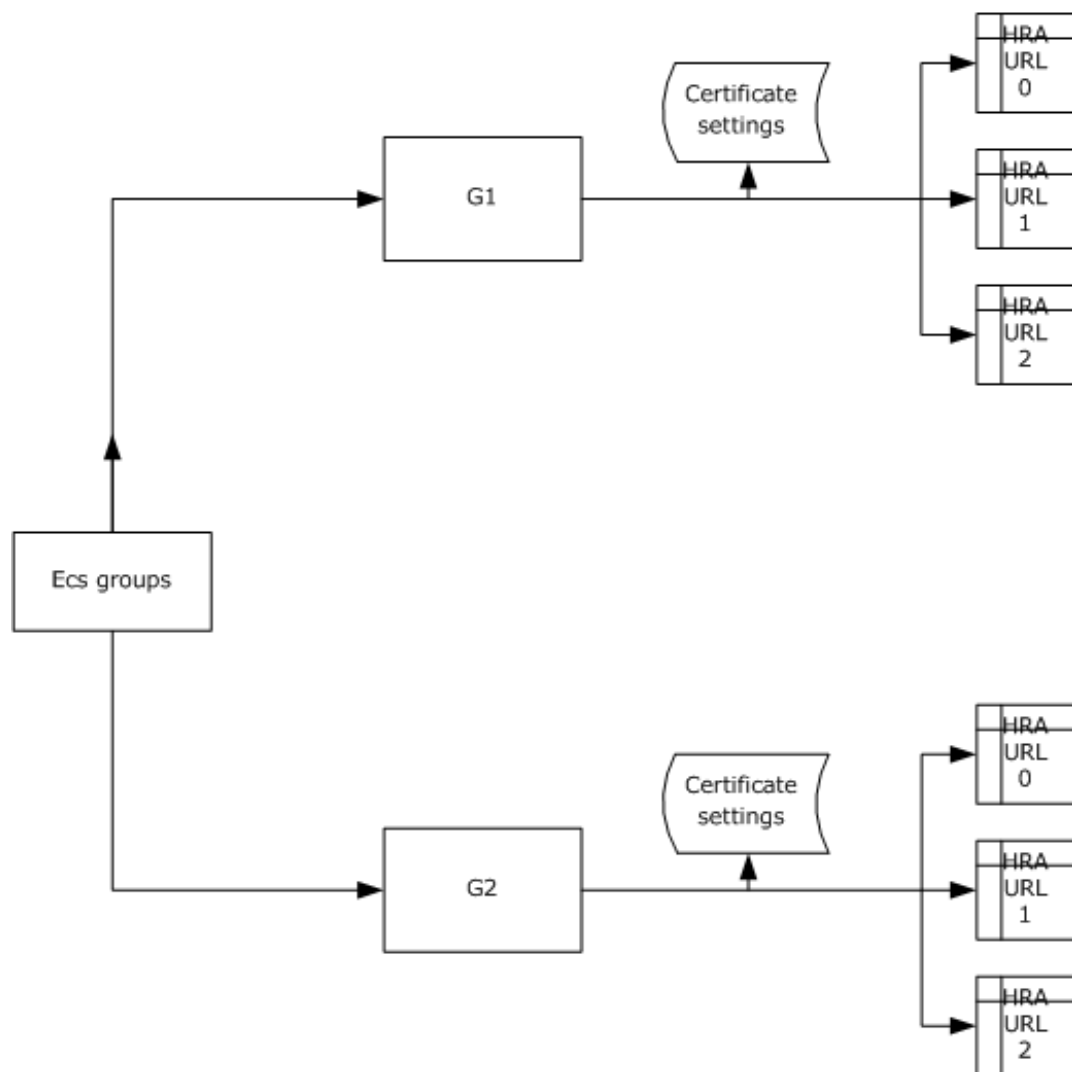 HRA
URL
0
Certificate
settings
HRA
URL
1
G1
HRA
URL
2
Ecs groups
HRA
URL
0
Certificate
settings
HRA
URL
1
G2
HRA
URL
2